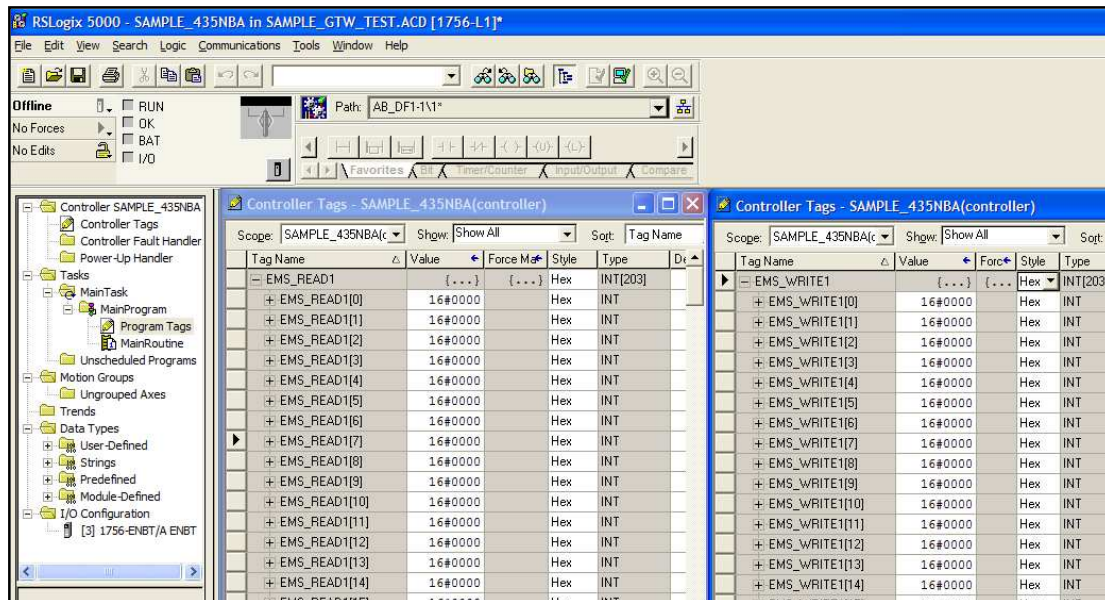 RSLogix 5000 - SAMPLE_435NBA in SAMPLE_GTW_TEST.ACD [1756-L1]*
File Edit View Search Logic Communications Tools Window Help
Offline
RUN
No Forces
OK
No Edits
BAT
I/O
Path: AB_DF1-1\1*
Favorites Bit Timer/Counter Input/Output Compare
Controller SAMPLE_435NBA
Controller Tags
Controller Fault Handler
Power-Up Handler
Tasks
MainTask
MainProgram
Program Tags
MainRoutine
Unscheduled Programs
Motion Groups
Ungrouped Axes
Trends
Data Types
User-Defined
Strings
Predefined
Module-Defined
I/O Configuration
[3] 1756-ENBT/A ENBT
Controller Tags - SAMPLE_435NBA(controller)
Scope: SAMPLE_435NBA(c Show: Show All Sort: Tag Name
Tag Name Value Force Ma Style Type De
EMS_READ1 {...} {...} Hex INT[203]
EMS_READ1[0] 16#0000 Hex INT
EMS_READ1[1] 16#0000 Hex INT
EMS_READ1[2] 16#0000 Hex INT
EMS_READ1[3] 16#0000 Hex INT
EMS_READ1[4] 16#0000 Hex INT
EMS_READ1[5] 16#0000 Hex INT
EMS_READ1[6] 16#0000 Hex INT
EMS_READ1[7] 16#0000 Hex INT
EMS_READ1[8] 16#0000 Hex INT
EMS_READ1[9] 16#0000 Hex INT
EMS_READ1[10] 16#0000 Hex INT
EMS_READ1[11] 16#0000 Hex INT
EMS_READ1[12] 16#0000 Hex INT
EMS_READ1[13] 16#0000 Hex INT
EMS_READ1[14] 16#0000 Hex INT
Controller Tags - SAMPLE_435NBA(controller)
Scope: SAMPLE_435NBA(c Show: Show All Sort:
Tag Name Value Forc Style Type
EMS_WRITE1 {...} {... Hex INT[203
EMS_WRITE1[0] 16#0000 Hex INT
EMS_WRITE1[1] 16#0000 Hex INT
EMS_WRITE1[2] 16#0000 Hex INT
EMS_WRITE1[3] 16#0000 Hex INT
EMS_WRITE1[4] 16#0000 Hex INT
EMS_WRITE1[5] 16#0000 Hex INT
EMS_WRITE1[6] 16#0000 Hex INT
EMS_WRITE1[7] 16#0000 Hex INT
EMS_WRITE1[8] 16#0000 Hex INT
EMS_WRITE1[9] 16#0000 Hex INT
EMS_WRITE1[10] 16#0000 Hex INT
EMS_WRITE1[11] 16#0000 Hex INT
EMS_WRITE1[12] 16#0000 Hex INT
EMS_WRITE1[13] 16#0000 Hex INT
EMS_WRITE1[14] 16#0000 Hex INT